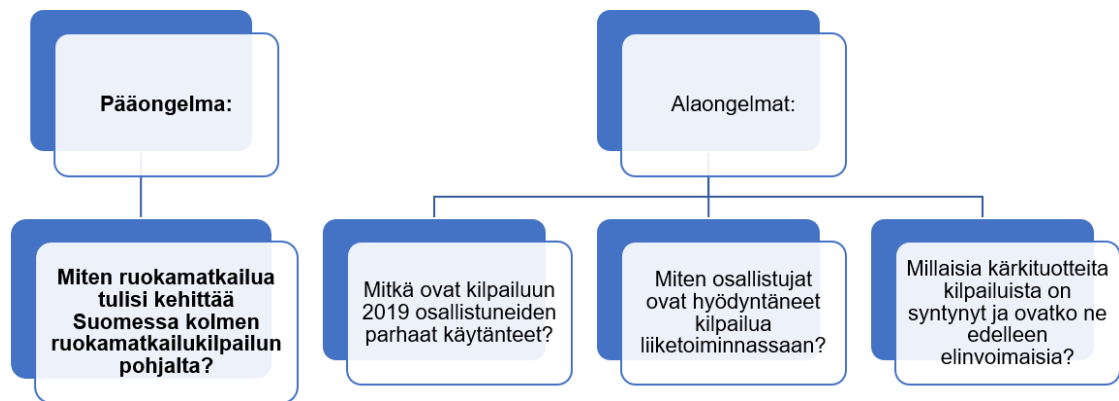 Pääongelma:
Alaongelmat:
Miten ruokamatkailua
tulisi kehittää
Suomessa kolmen
ruokamatkailukilpailun
pohjalta?
Mitkä ovat kilpailuun
2019 osallistuneiden
parhaat käytänteet?
Miten osallistujat
ovat hyödyntäneet
kilpailua
liiketoiminnassaan?
Millaisia kärkituotteita
kilpailuista on
syntynyt ja ovatko ne
edelleen
elinvoimaisia?